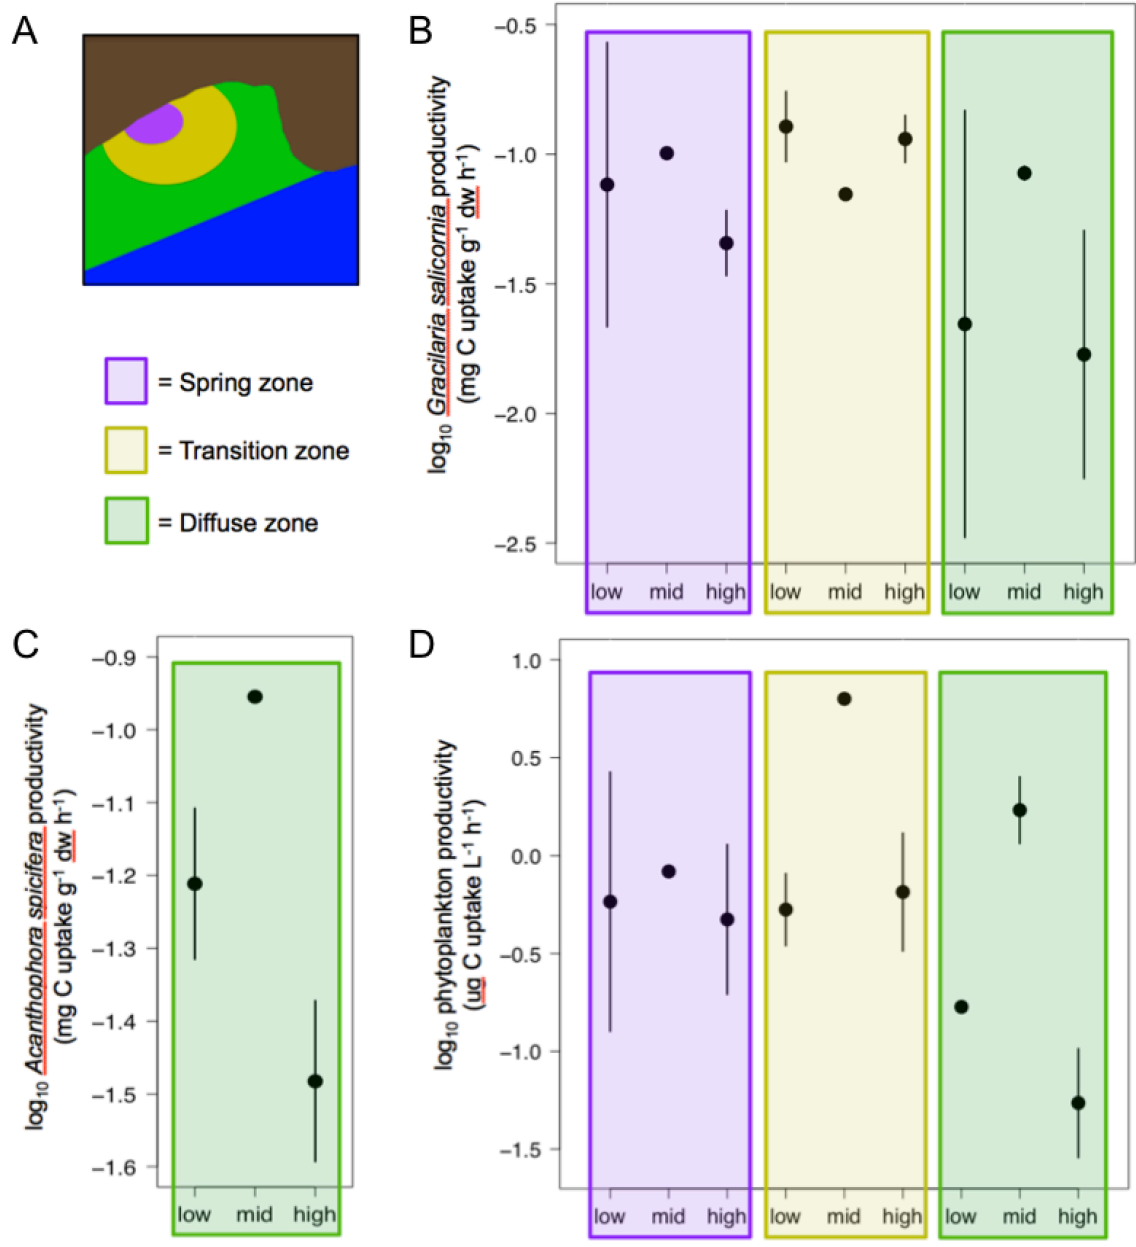 A
= Spring zone
= Transition zone
= Diffuse zone
B
log10 Gracilaria salicornia productivity
(mg C uptake g-1 dw h-1)
−0.5
−1.0
−1.5
−2.0
−2.5
low mid high low mid high low mid high
C
log10 Acanthophora spicifera productivity
(mg C uptake g-1 dw h-1)
−0.9
−1.0
−1.1
−1.2
−1.3
−1.4
−1.5
−1.6
low mid high
D
log10 phytoplankton productivity
(ug C uptake L-1 h-1)
1.0
0.5
0.0
−0.5
−1.0
−1.5
low mid high low mid high low mid high